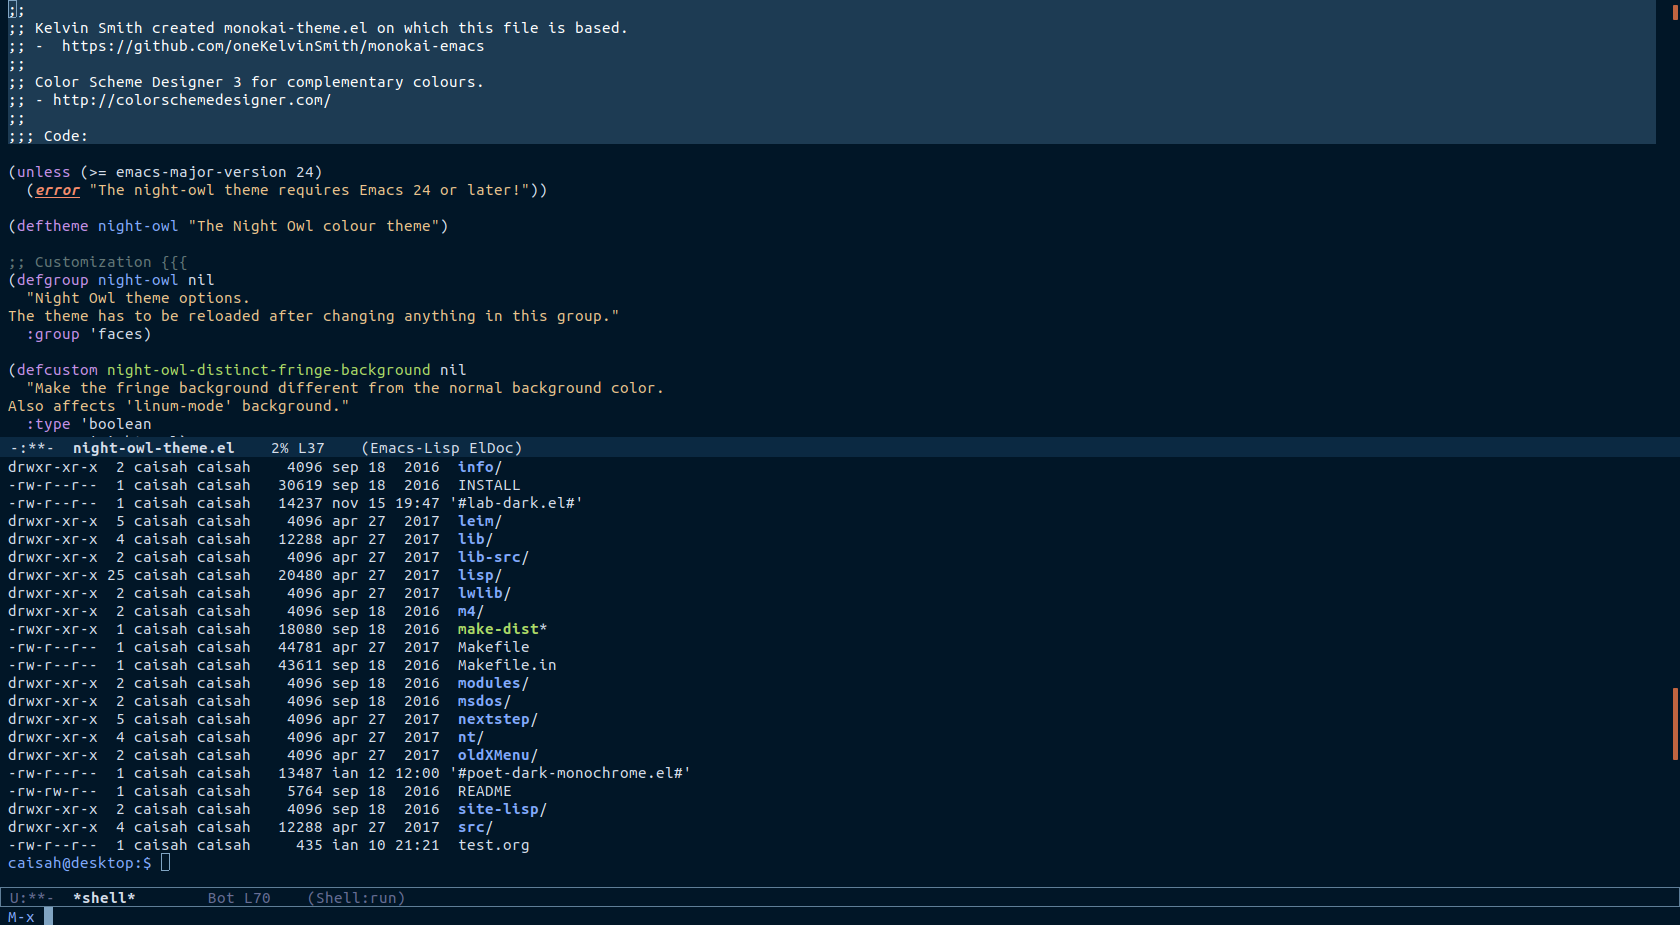 ;;
;; Kelvin Smith created monokai-theme.el on which this file is based.
;; -  https://github.com/oneKelvinSmith/monokai-emacs
;;
;; Color Scheme Designer 3 for complementary colours.
;; - http://colorschemedesigner.com/
;;
;;; Code:
(unless (>= emacs-major-version 24)
  (error "The night-owl theme requires Emacs 24 or later!"))
(deftheme night-owl "The Night Owl colour theme")
;; Customization {{{
(defgroup night-owl nil
  "Night Owl theme options.
The theme has to be reloaded after changing anything in this group."
  :group 'faces)
(defcustom night-owl-distinct-fringe-background nil
  "Make the fringe background different from the normal background color.
Also affects 'linum-mode' background."
  :type 'boolean
-:**-  night-owl-theme.el    2% L37    (Emacs-Lisp ElDoc)
drwxr-xr-x  2 caisah caisah    4096 sep 18  2016  info/
-rw-r--r--  1 caisah caisah   30619 sep 18  2016  INSTALL
-rw-r--r--  1 caisah caisah   14237 nov 15 19:47 '#lab-dark.el#'
drwxr-xr-x  5 caisah caisah    4096 apr 27  2017  leim/
drwxr-xr-x  4 caisah caisah   12288 apr 27  2017  lib/
drwxr-xr-x  2 caisah caisah    4096 apr 27  2017  lib-src/
drwxr-xr-x 25 caisah caisah   20480 apr 27  2017  lisp/
drwxr-xr-x  2 caisah caisah    4096 apr 27  2017  lwlib/
drwxr-xr-x  2 caisah caisah    4096 sep 18  2016  m4/
-rwxr-xr-x  1 caisah caisah   18080 sep 18  2016  make-dist*
-rw-r--r--  1 caisah caisah   44781 apr 27  2017  Makefile
-rw-r--r--  1 caisah caisah   43611 sep 18  2016  Makefile.in
drwxr-xr-x  2 caisah caisah    4096 sep 18  2016  modules/
drwxr-xr-x  2 caisah caisah    4096 sep 18  2016  msdos/
drwxr-xr-x  5 caisah caisah    4096 apr 27  2017  nextstep/
drwxr-xr-x  4 caisah caisah    4096 apr 27  2017  nt/
drwxr-xr-x  2 caisah caisah    4096 apr 27  2017  oldXMenu/
-rw-r--r--  1 caisah caisah   13487 ian 12 12:00 '#poet-dark-monochrome.el#'
-rw-rw-r--  1 caisah caisah    5764 sep 18  2016  README
drwxr-xr-x  2 caisah caisah    4096 sep 18  2016  site-lisp/
drwxr-xr-x  4 caisah caisah   12288 apr 27  2017  src/
-rw-r--r--  1 caisah caisah     435 ian 10 21:21  test.org
caisah@desktop:$
U:**-  *shell*        Bot L70    (Shell:run)
M-x